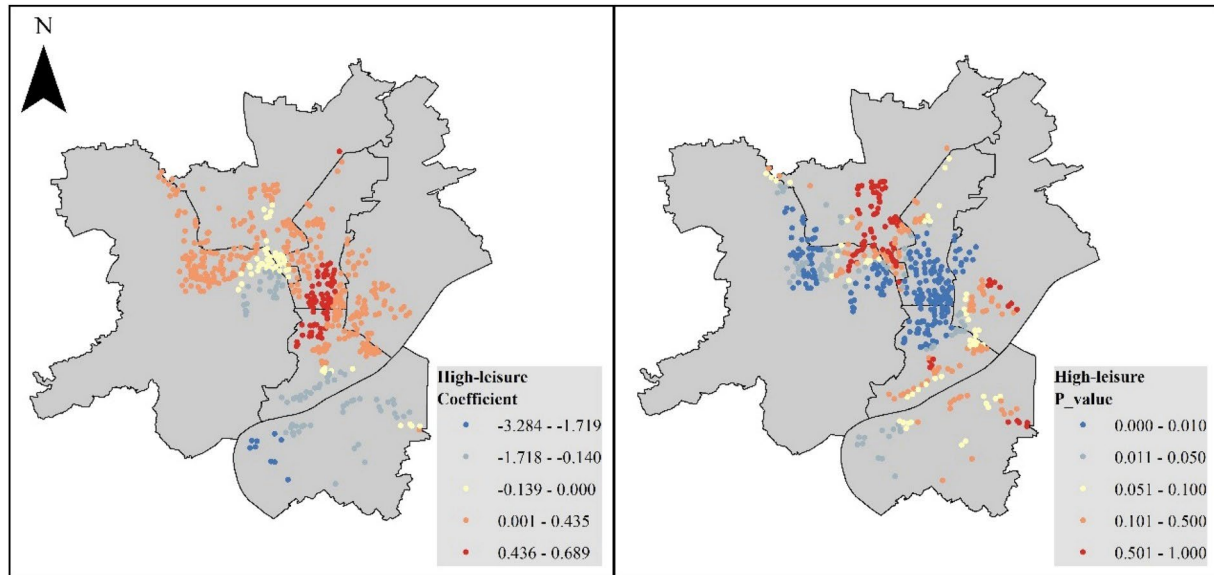 N
High-leisure
Coefficient
-3.284 - -1.719
-1.718 - -0.140
-0.139 - 0.000
0.001 - 0.435
0.436 - 0.689
High-leisure
P_value
0.000 - 0.010
0.011 - 0.050
0.051 - 0.100
0.101 - 0.500
0.501 - 1.000